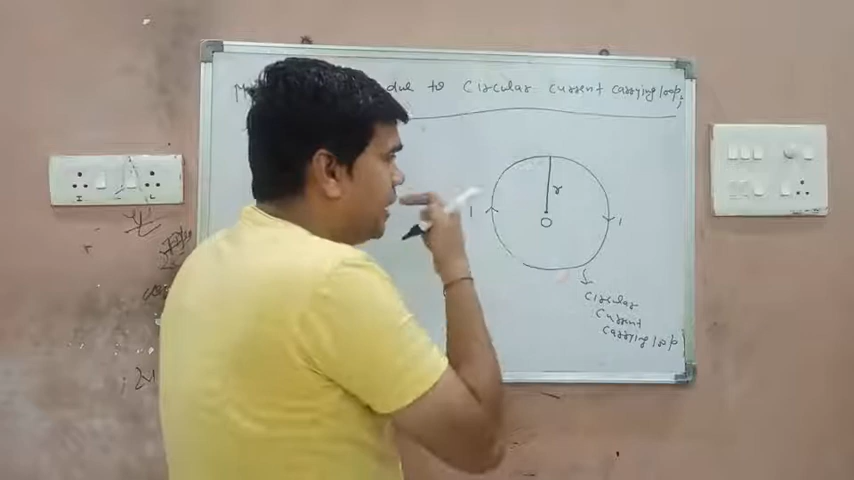 due to Circular current carrying loop;
r
I
I
O
Circular
Current
Carrying loop